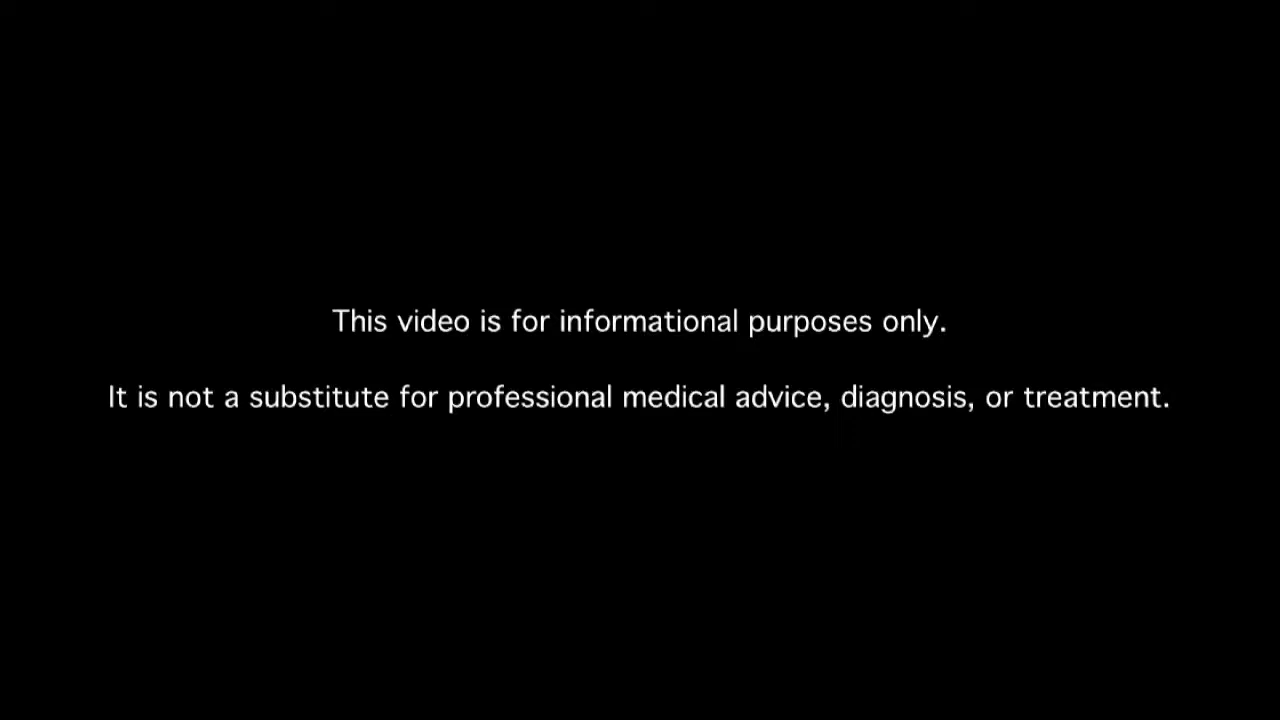 This video is for informational purposes only.
It is not a substitute for professional medical advice, diagnosis, or treatment.